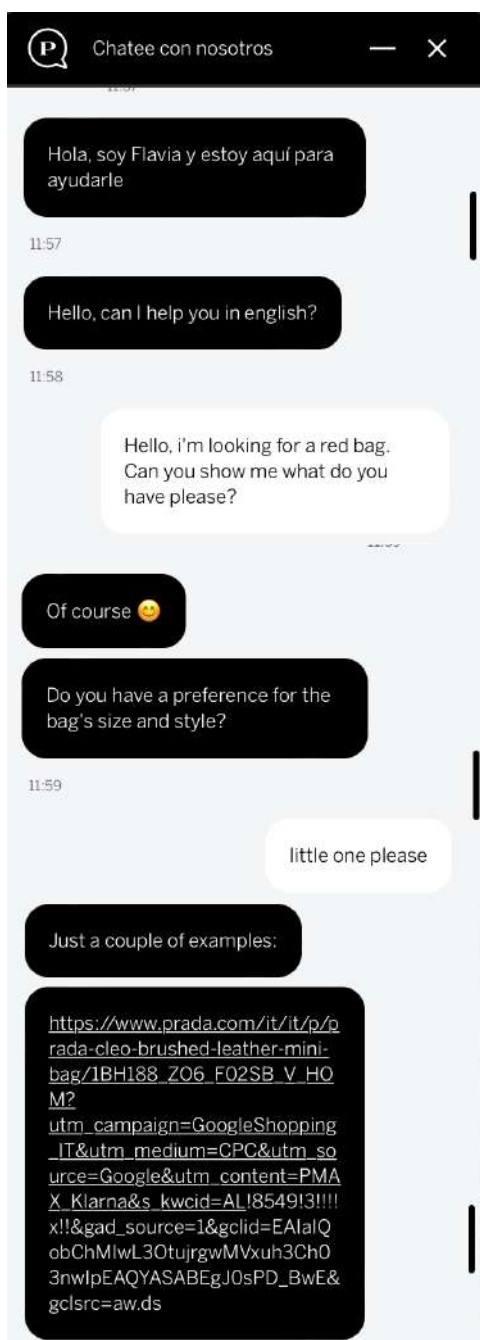 P
Chatee con nosotros
Hola, soy Flavia y estoy aquí para
ayudarle
11:57
Hello, can I help you in english?
11:58
Hello, i'm looking for a red bag.
Can you show me what do you
have please?
Of course 😊
Do you have a preference for the
bag's size and style?
11:59
little one please
Just a couple of examples:
https://www.prada.com/it/it/p/p
rada-cleo-brushed-leather-mini-
bag/1BH188_ZO6_F02SB_V_HO
M?
utm_campaign=GoogleShopping
_IT&utm_medium=CPC&utm_so
urce=Google&utm_content=PMA
X_Klarna&s_kwcid=AL!8549!3!!!!
x!!&gad_source=1&gclid=EAIaIQ
obChMIwL3OtujrgwMVxuh3Ch0
3nwIpEAQYASABEgJ0sPD_BwE&
gclsrc=aw.ds